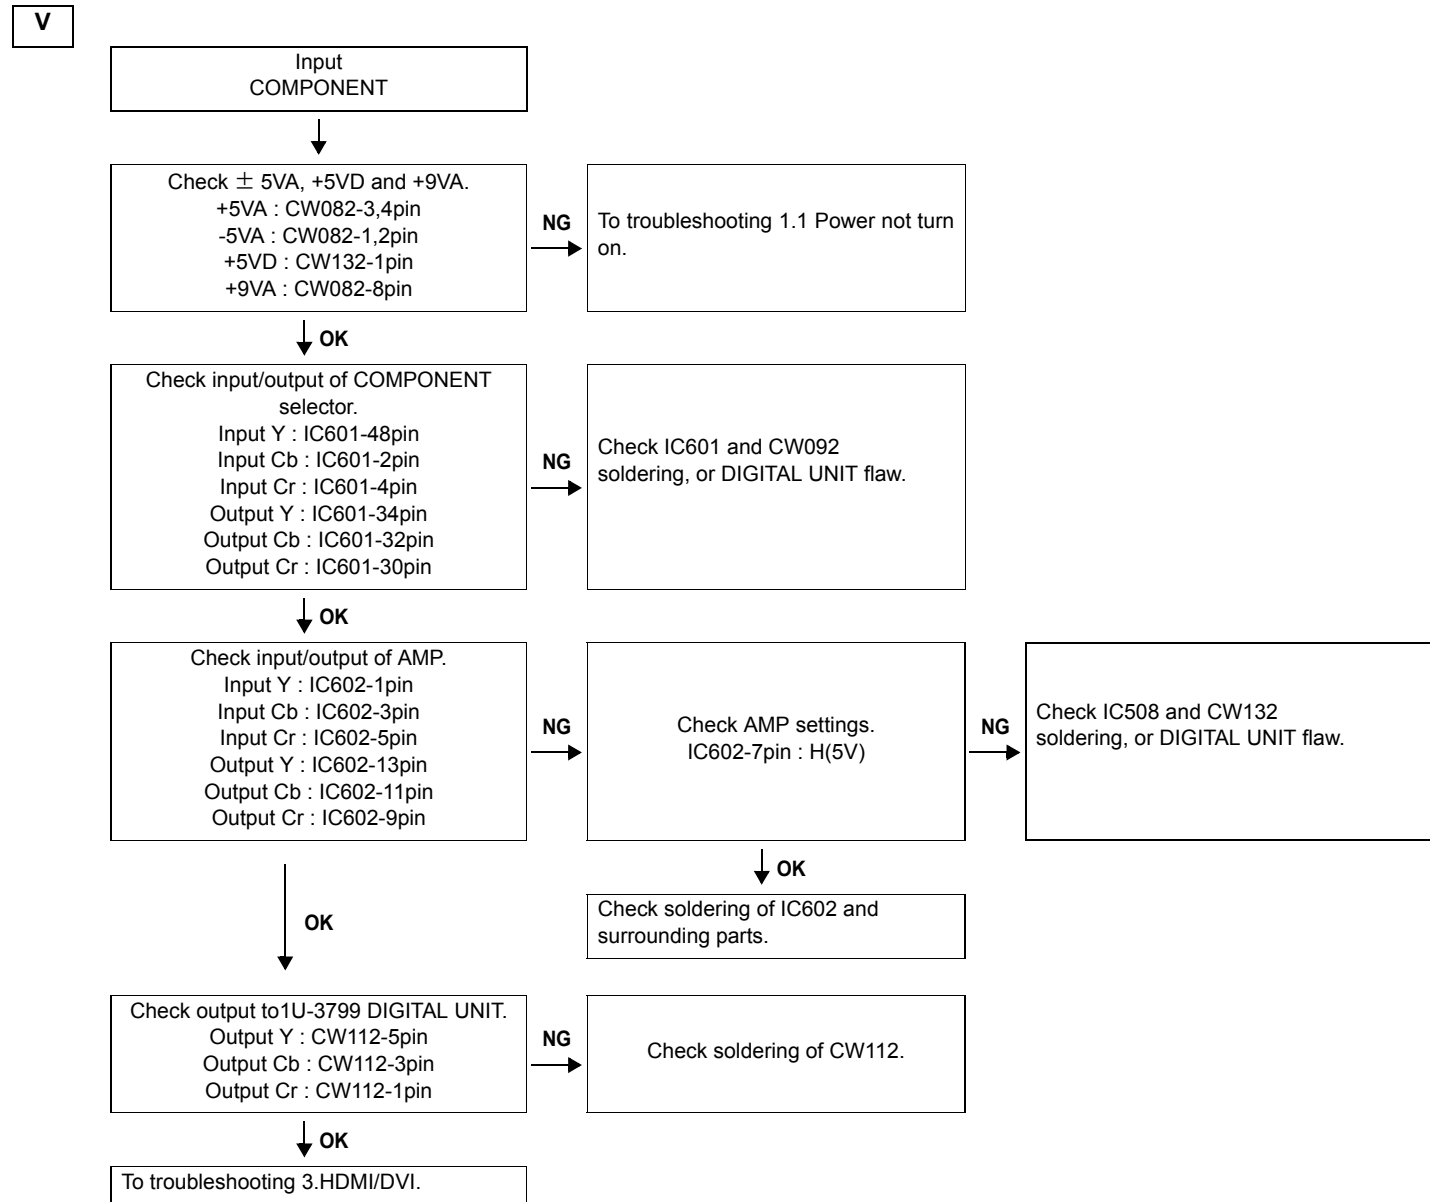 V
Input
COMPONENT
Check ± 5VA, +5VD and +9VA.
+5VA : CW082-3,4pin
-5VA : CW082-1,2pin
+5VD : CW132-1pin
+9VA : CW082-8pin
NG
To troubleshooting 1.1 Power not turn
on.
OK
Check input/output of COMPONENT
selector.
Input Y : IC601-48pin
Input Cb : IC601-2pin
Input Cr : IC601-4pin
Output Y : IC601-34pin
Output Cb : IC601-32pin
Output Cr : IC601-30pin
NG
Check IC601 and CW092
soldering, or DIGITAL UNIT flaw.
OK
Check input/output of AMP.
Input Y : IC602-1pin
Input Cb : IC602-3pin
Input Cr : IC602-5pin
Output Y : IC602-13pin
Output Cb : IC602-11pin
Output Cr : IC602-9pin
NG
Check AMP settings.
IC602-7pin : H(5V)
NG
Check IC508 and CW132
soldering, or DIGITAL UNIT flaw.
OK
Check soldering of IC602 and
surrounding parts.
OK
Check output to1U-3799 DIGITAL UNIT.
Output Y : CW112-5pin
Output Cb : CW112-3pin
Output Cr : CW112-1pin
NG
Check soldering of CW112.
OK
To troubleshooting 3.HDMI/DVI.